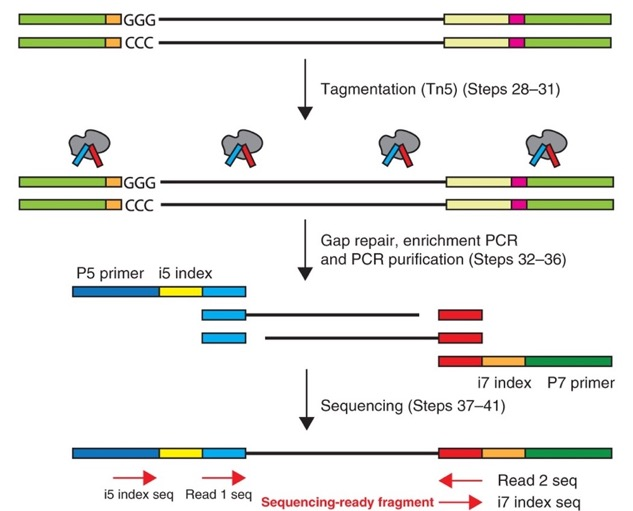 GGG
CCC
Tagmentation (Tn5) (Steps 28–31)
GGG
CCC
Gap repair, enrichment PCR
and PCR purification (Steps 32–36)
P5 primer i5 index
i7 index P7 primer
Sequencing (Steps 37–41)
i5 index seq Read 1 seq
Read 2 seq
Sequencing-ready fragment
i7 index seq